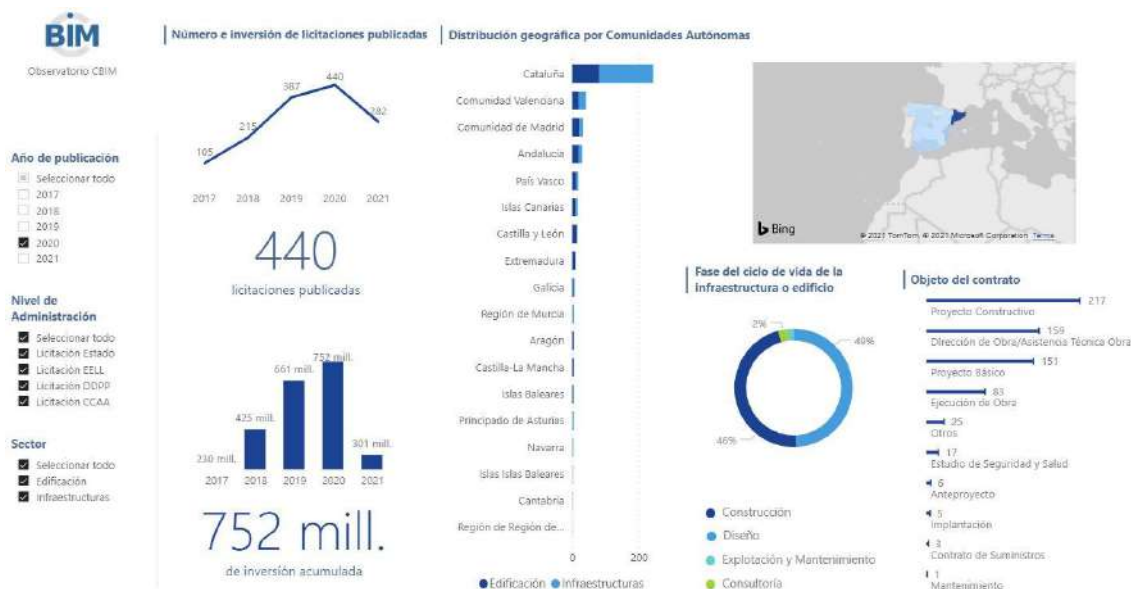 BIM
Observatorio CBIM
Año de publicación
Seleccionar todo
2017
2018
2019
2020
2021
Nivel de
Administración
Seleccionar todo
Licitación Estado
Licitación EELL
Licitación DDPP
Licitación CCAA
Sector
Seleccionar todo
Edificación
Infraestructuras
Número e inversión de licitaciones publicadas
105
215
387
440
282
2017 2018 2019 2020 2021
440
licitaciones publicadas
230 mill.
425 mill.
661 mill.
752 mill.
301 mill.
2017 2018 2019 2020 2021
752 mill.
de inversión acumulada
Distribución geográfica por Comunidades Autónomas
Cataluña
Comunidad Valenciana
Comunidad de Madrid
Andalucía
País Vasco
Islas Canarias
Castilla y León
Extremadura
Galicia
Región de Murcia
Aragón
Castilla-La Mancha
Islas Baleares
Principado de Asturias
Navarra
Islas Islas Baleares
Cantabria
Región de Región de...
0 200
Edificación Infraestructuras
Bing
© 2021 TomTom, © 2021 Microsoft Corporation Terms
Fase del ciclo de vida de la
infraestructura o edificio
2%
49%
46%
Construcción
Diseño
Explotación y Mantenimiento
Consultoría
Objeto del contrato
217
Proyecto Constructivo
159
Dirección de Obra/Asistencia Técnica Obra
151
Proyecto Básico
83
Ejecución de Obra
25
Otros
17
Estudio de Seguridad y Salud
6
Anteproyecto
5
Implantación
3
Contrato de Suministros
1
Mantenimiento